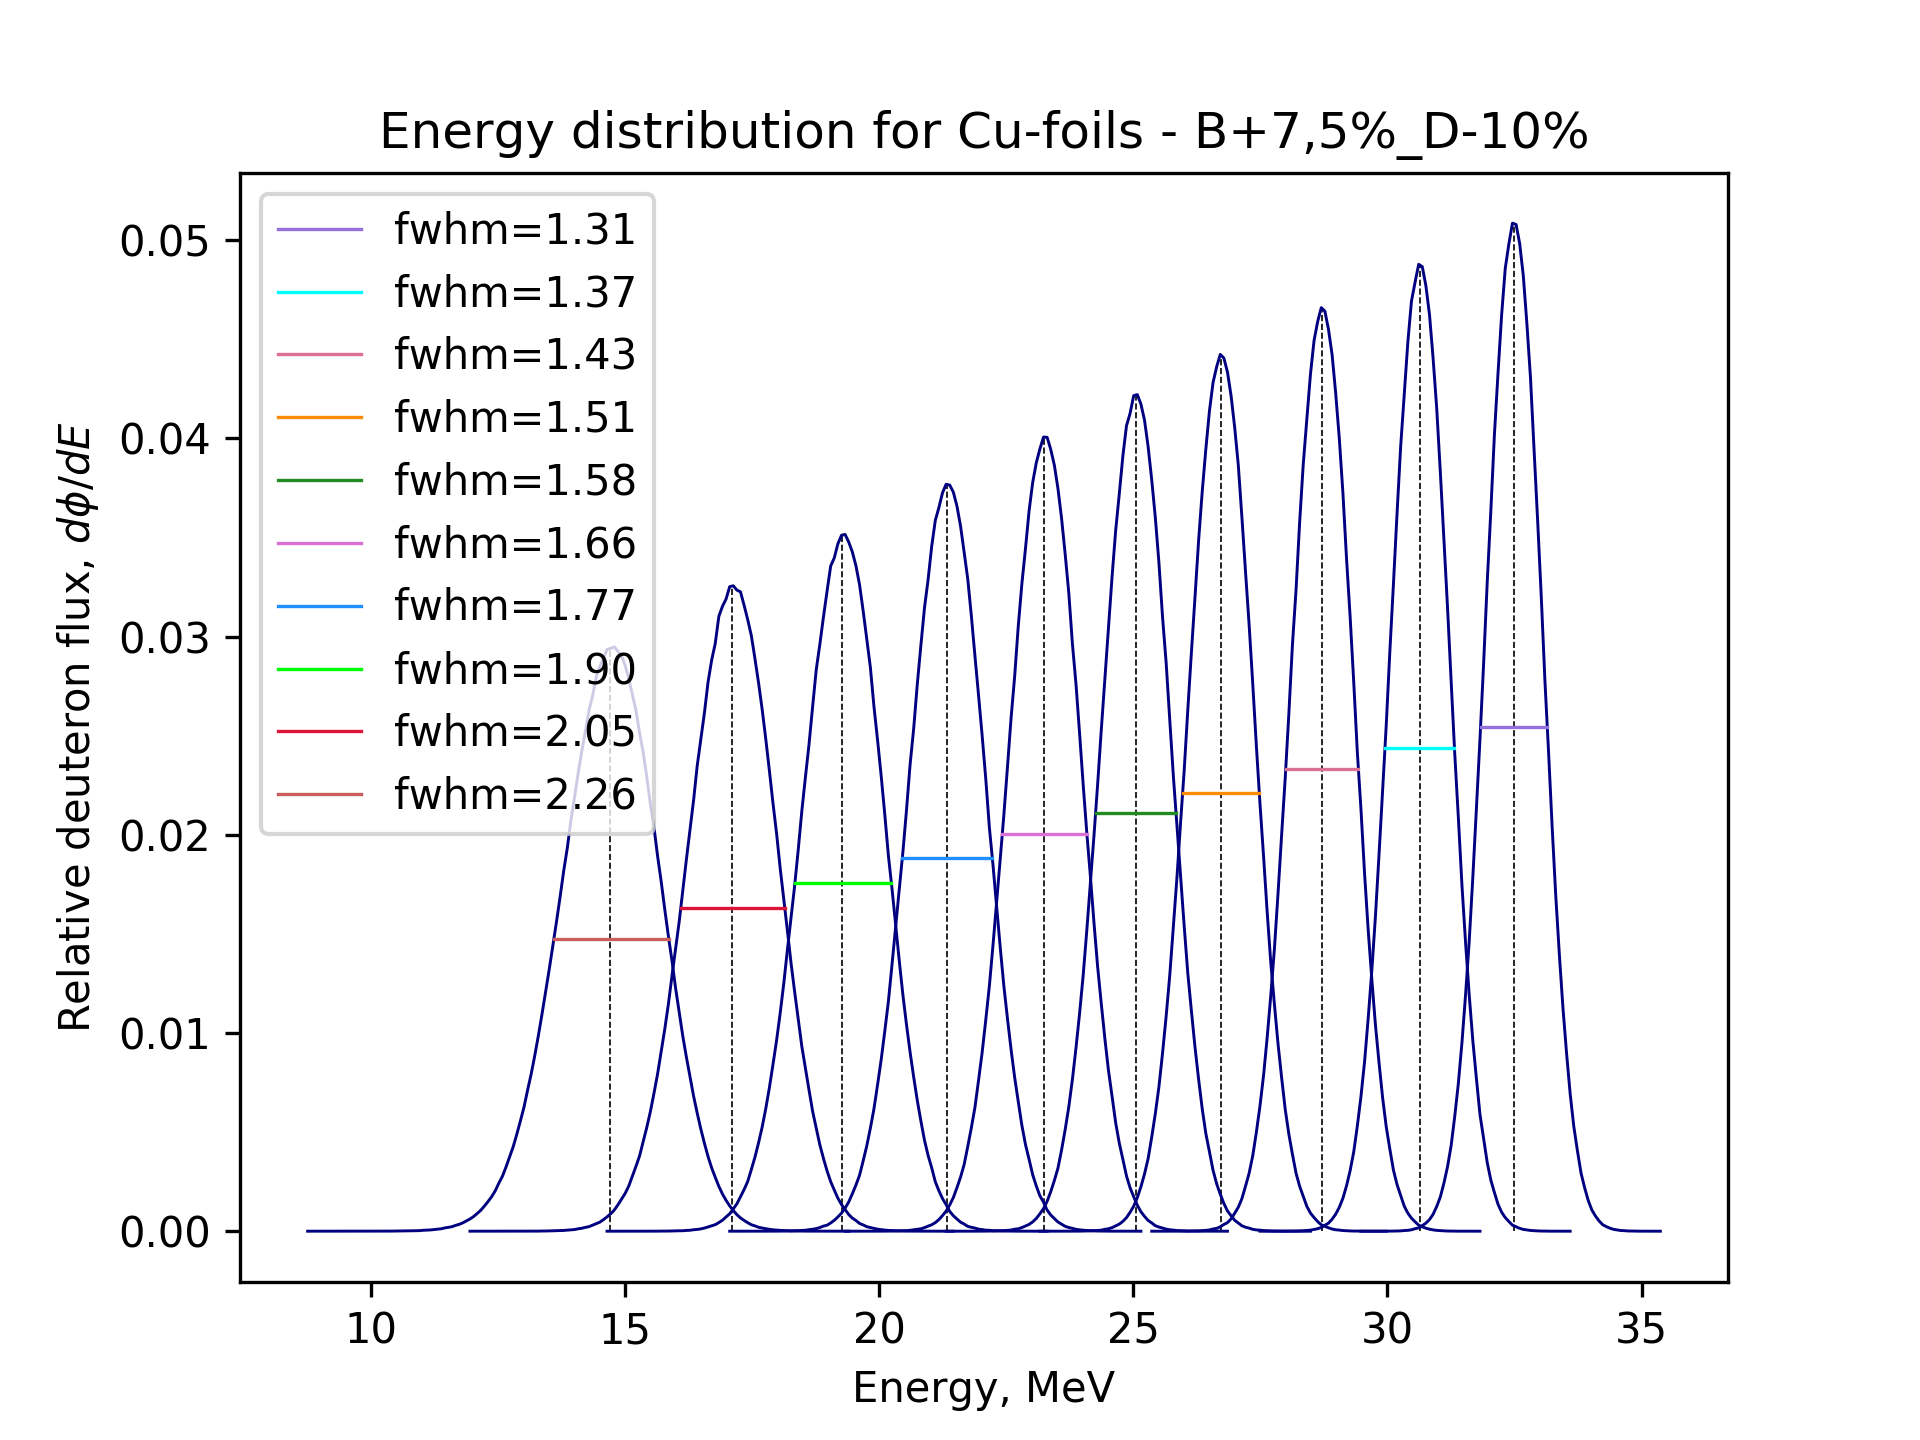 Energy distribution for Cu-foils - B+7,5%_D-10%
fwhm=1.31
fwhm=1.37
fwhm=1.43
fwhm=1.51
fwhm=1.58
fwhm=1.66
fwhm=1.77
fwhm=1.90
fwhm=2.05
fwhm=2.26
Relative deuteron flux, dϕ/dE
0.05
0.04
0.03
0.02
0.01
0.00
10 15 20 25 30 35
Energy, MeV